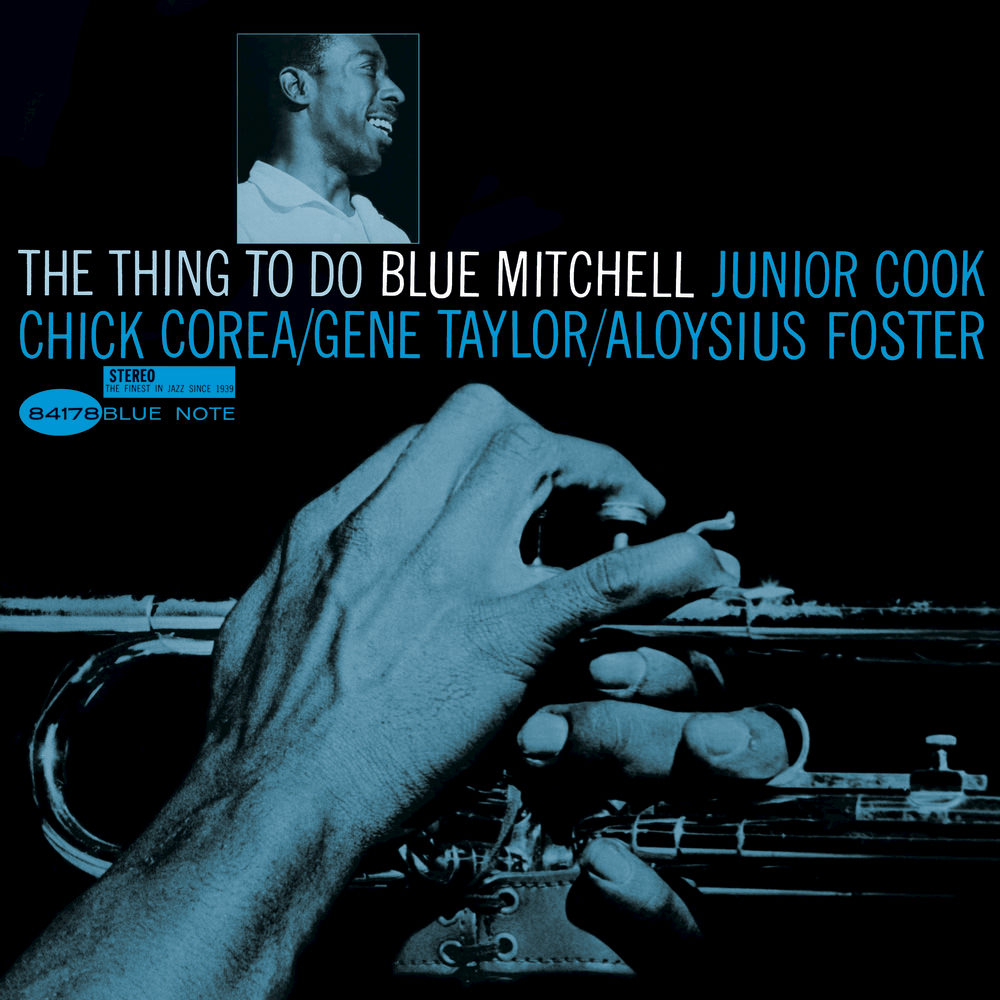 THE THING TO DO BLUE MITCHELL JUNIOR COOK
CHICK COREA/GENE TAYLOR/ALOYSIUS FOSTER
STEREO
THE FINEST IN JAZZ SINCE 1939
84178 BLUE NOTE